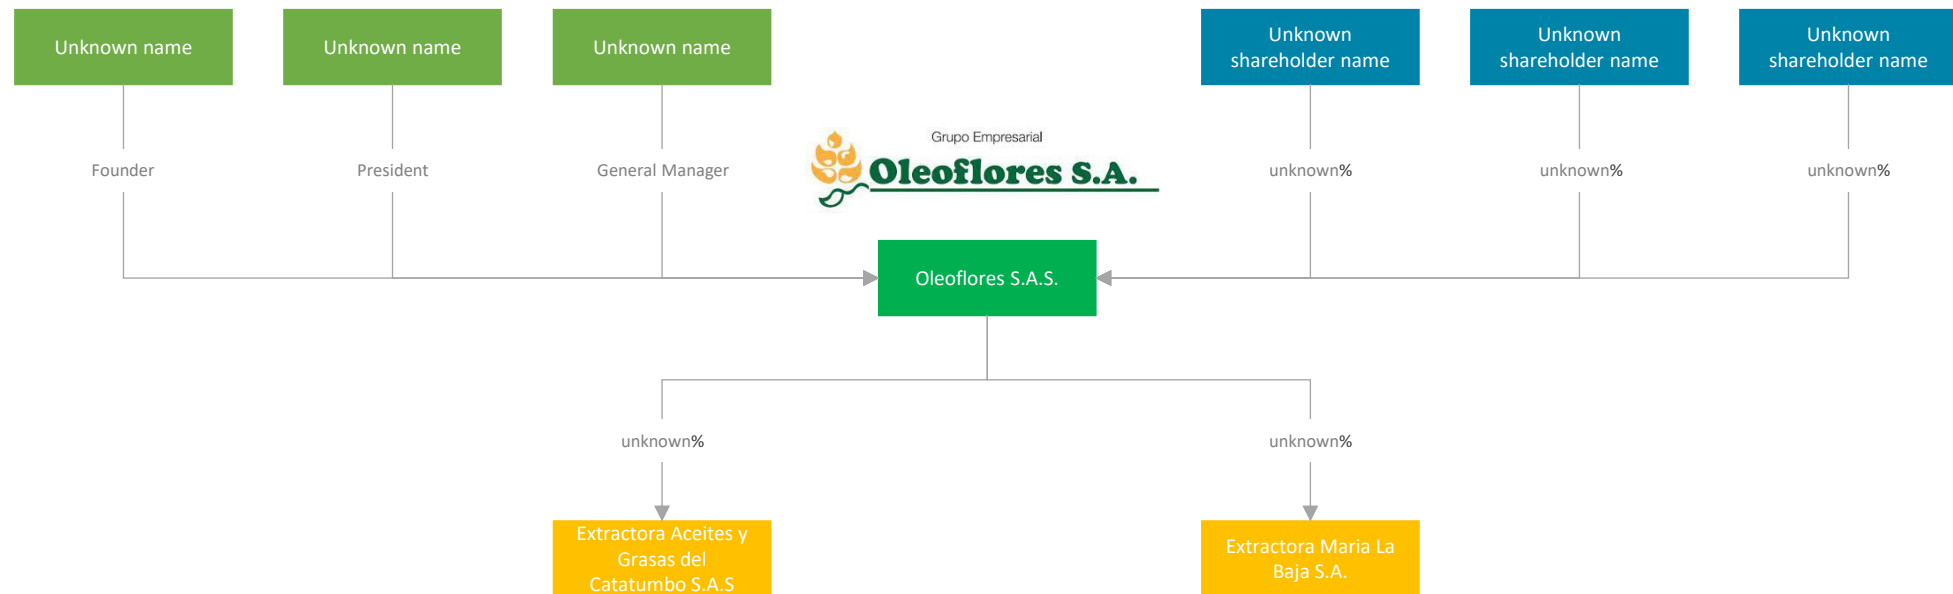 Unknown name
Unknown name
Unknown name
Unknown
shareholder name
Unknown
shareholder name
Unknown
shareholder name
Grupo Empresarial
Oleoflores S.A.
Founder
President
General Manager
unknown%
unknown%
unknown%
Oleoflores S.A.S.
unknown%
unknown%
Extractora Aceites y
Grasas del
Catatumbo S.A.S
Extractora Maria La
Baja S.A.